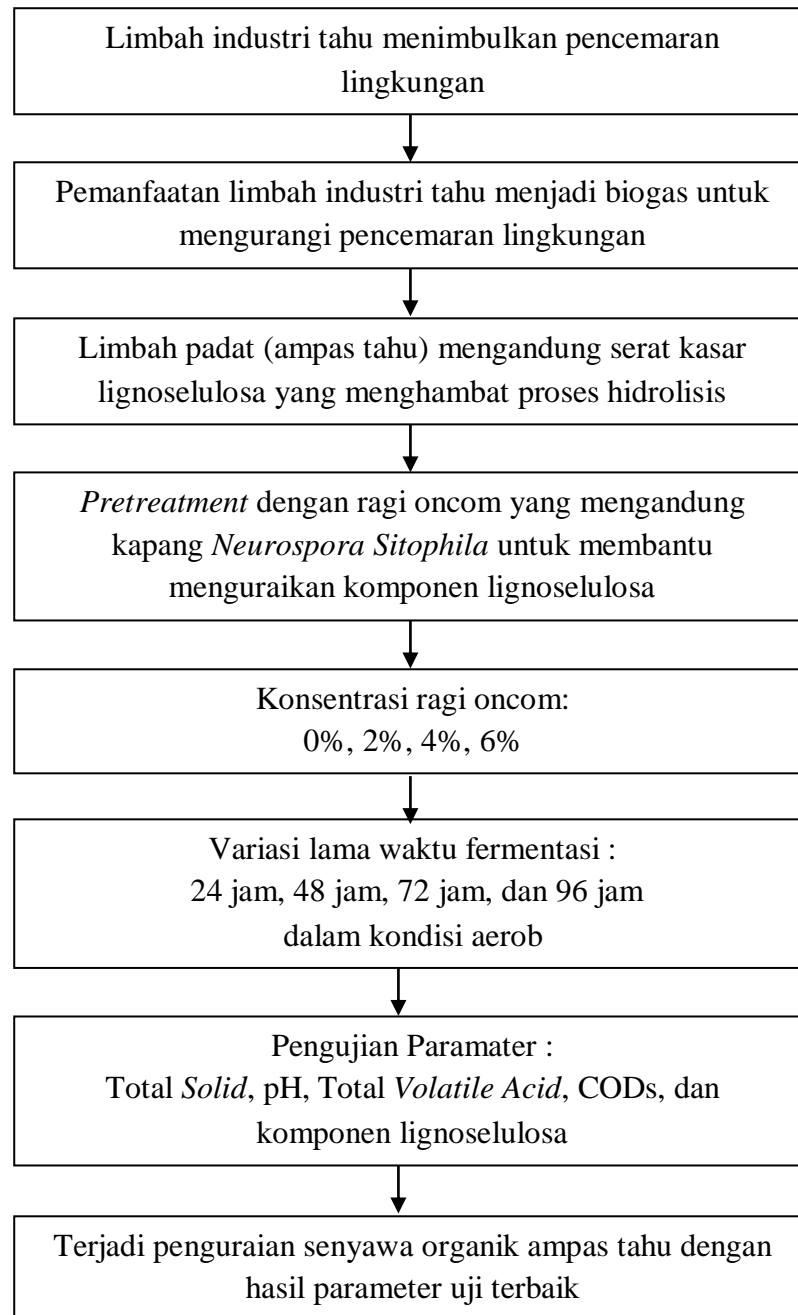 Limbah industri tahu menimbulkan pencemaran
lingkungan
Pemanfaatan limbah industri tahu menjadi biogas untuk
mengurangi pencemaran lingkungan
Limbah padat (ampas tahu) mengandung serat kasar
lignoselulosa yang menghambat proses hidrolisis
Pretreatment dengan ragi oncom yang mengandung
kapang Neurospora Sitophila untuk membantu
menguraikan komponen lignoselulosa
Konsentrasi ragi oncom:
0%, 2%, 4%, 6%
Variasi lama waktu fermentasi :
24 jam, 48 jam, 72 jam, dan 96 jam
dalam kondisi aerob
Pengujian Paramater :
Total Solid, pH, Total Volatile Acid, CODs, dan
komponen lignoselulosa
Terjadi penguraian senyawa organik ampas tahu dengan
hasil parameter uji terbaik